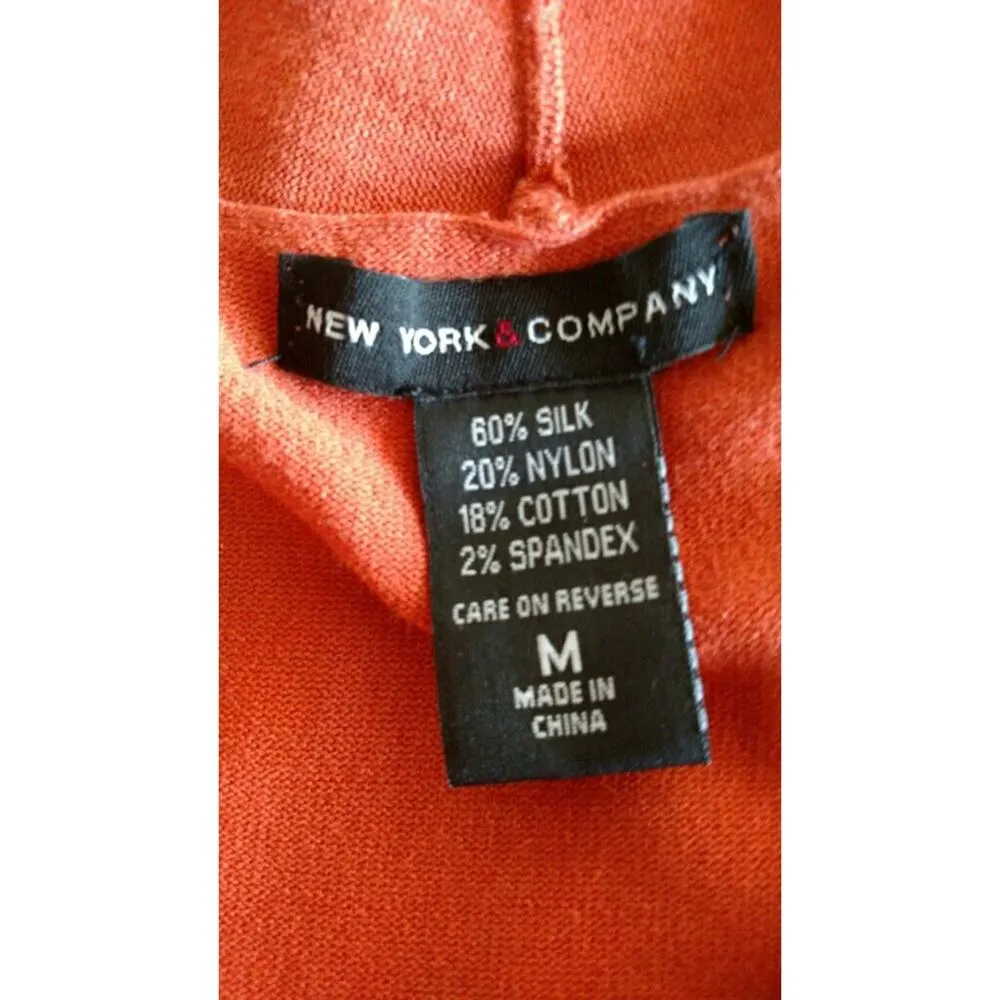 NEW YORK & COMPANY
60% SILK
20% NYLON
18% COTTON
2% SPANDEX
CARE ON REVERSE
M
MADE IN
CHINA